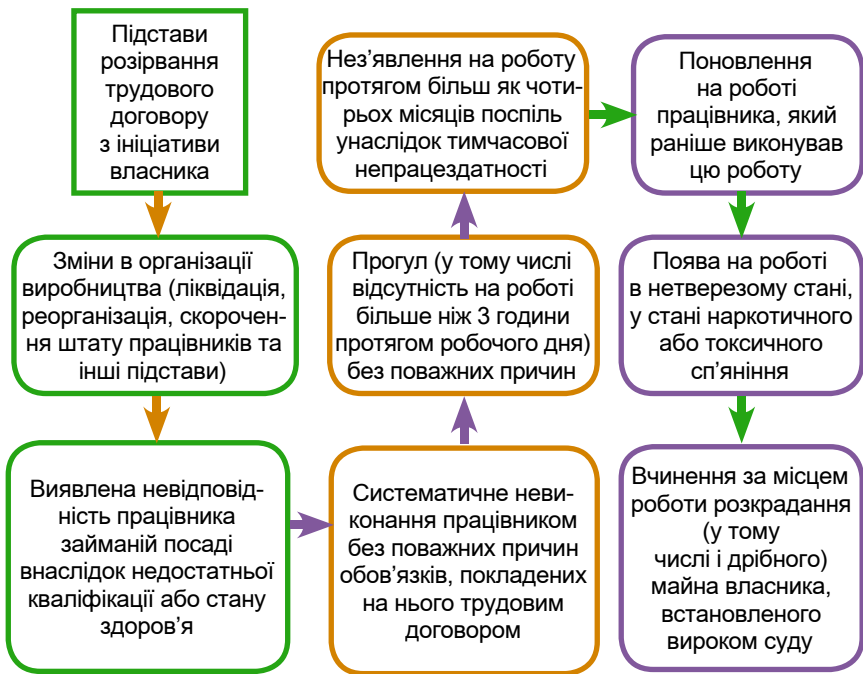 Підстави
розірвання
трудового
договору
з ініціативи
власника
Зміни в організації
виробництва (ліквідація,
реорганізація, скорочен-
ня штату працівників та
інші підстави)
Виявлена невідповід-
ність працівника
займаній посаді
внаслідок недостатньої
кваліфікації або стану
здоров’я
Систематичне неви-
конання працівником
без поважних причин
обов’язків, покладених
на нього трудовим
договором
Прогул (у тому числі
відсутність на роботі
більше ніж 3 години
протягом робочого дня)
без поважних причин
Нез’явлення на роботу
протягом більш як чоти-
рьох місяців поспіль
унаслідок тимчасової
непрацездатності
Поновлення
на роботі
працівника, який
раніше виконував
цю роботу
Поява на роботі
в нетверезому стані,
у стані наркотичного
або токсичного
сп’яніння
Вчинення за місцем
роботи розкрадання
(у тому
числі і дрібного)
майна власника,
встановленого
вироком суду